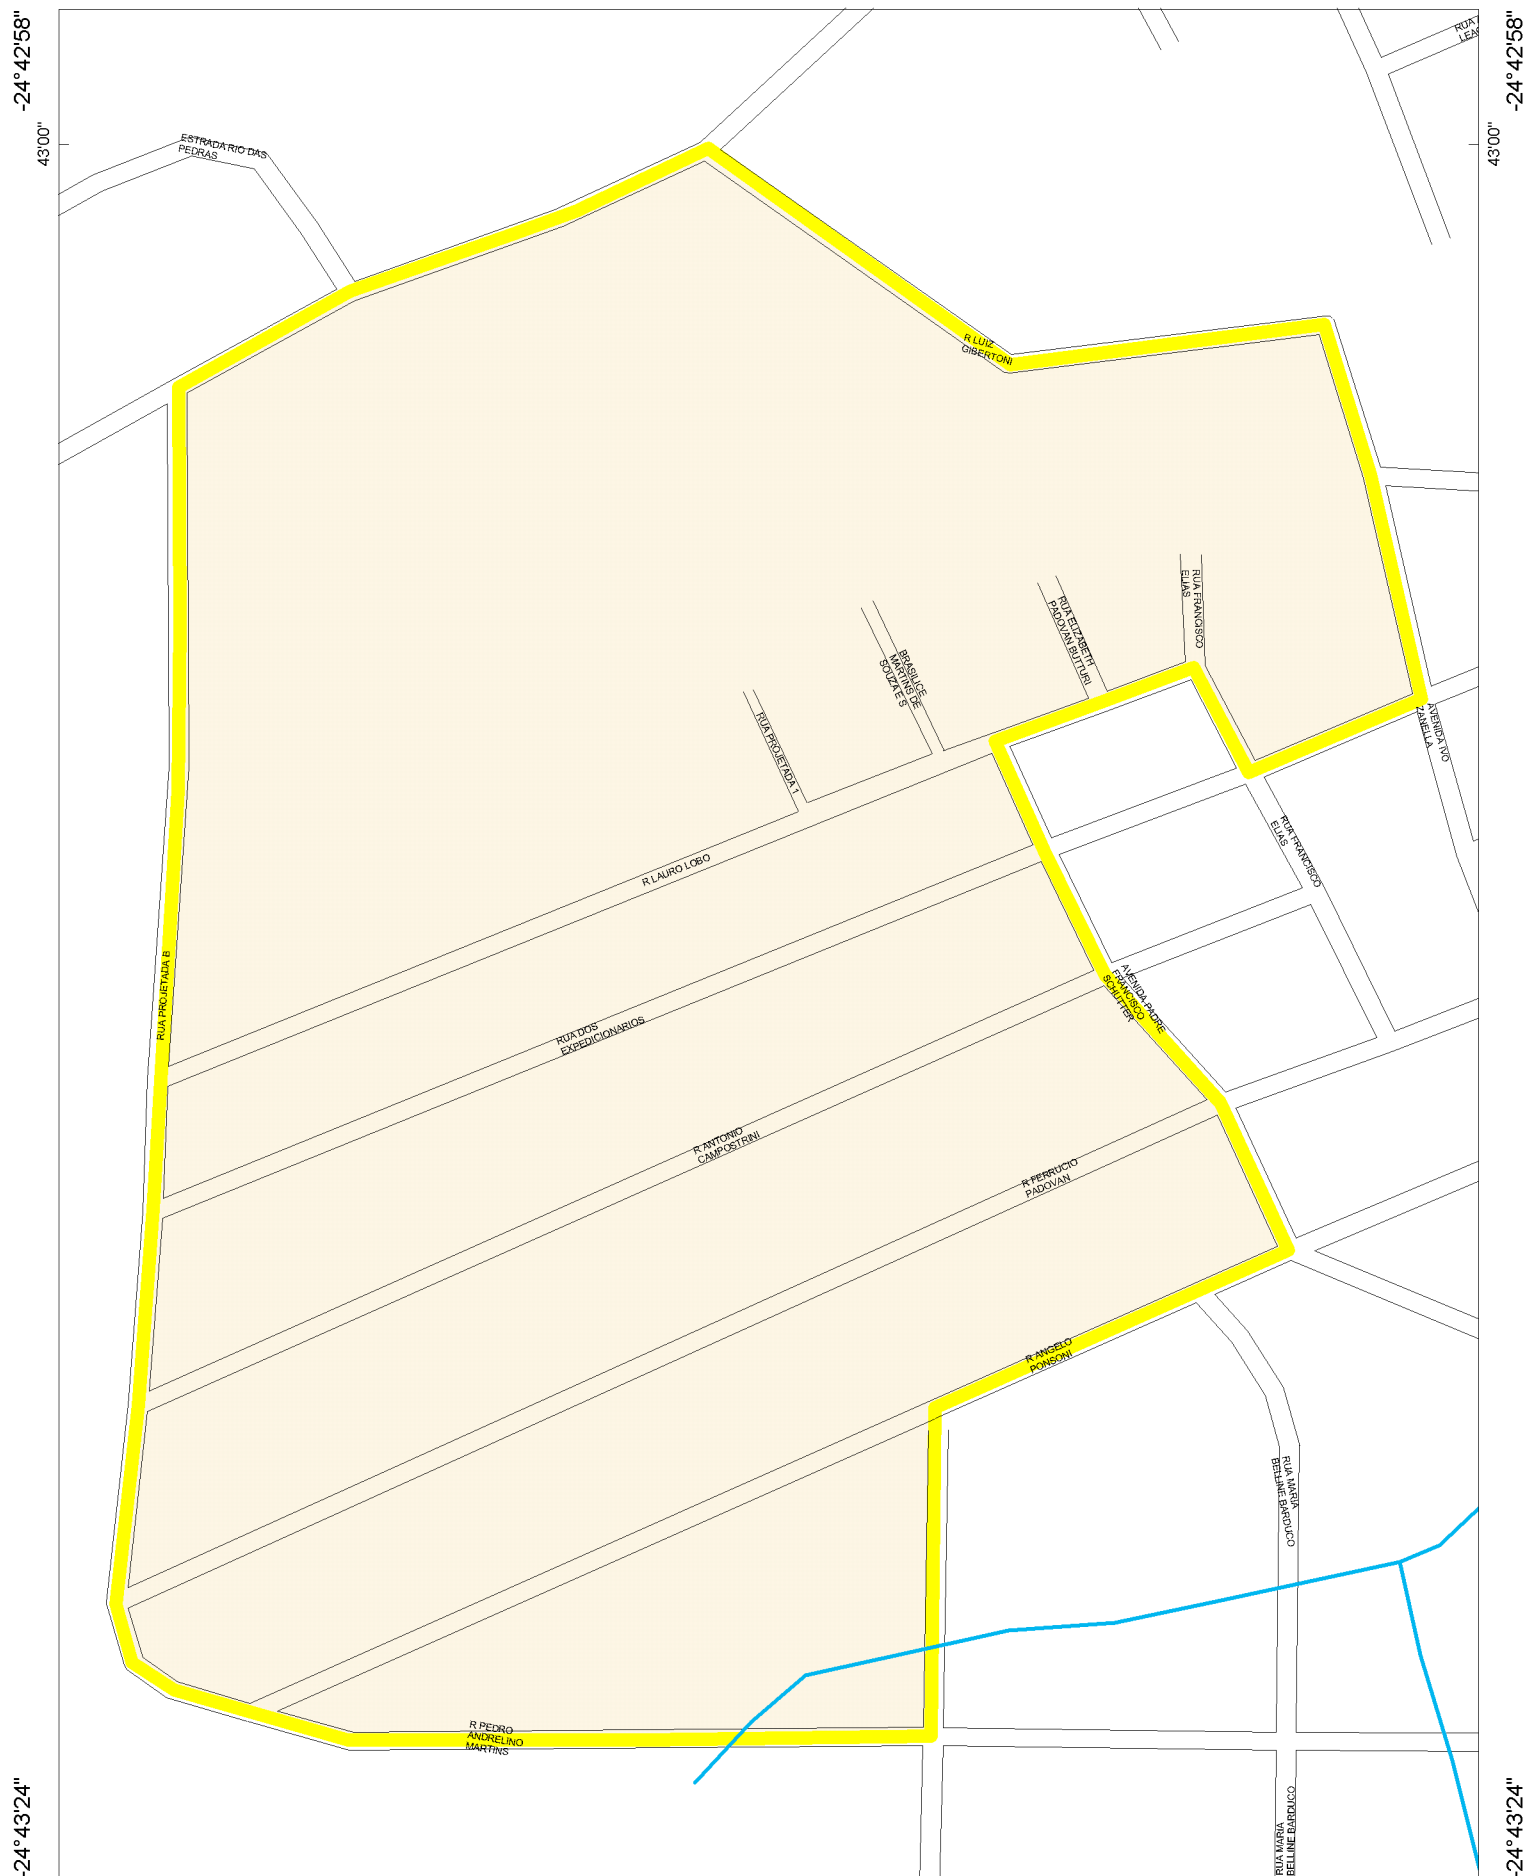 -24°42'58"
-24°42'58"
RUA
43'00"
43'00"
ESTRADA RIO DAS
PEDRAS
R LUIZ
GIBERTONI
RUA FRANCISCO
ELIAS
RUA ELIZABETH
PADOVAN BUTTURI
BRASILICE
MARTINS DE
SOUZA E S
RUA PROJETADA 1
AVENIDA IVO
ZANELLA
RUA FRANCISCO
ELIAS
R LAURO LOBO
RUA PROJETADA B
AVENIDA PADRE
FRANCISCO
SCHUTTER
RUA DOS
EXPEDICIONARIOS
R ANTONIO
CAMPOSTRINI
R FERRUCIO
PADOVAN
R ANGELO
PONSONI
RUA MARIA
BELLINE BARDUCO
R PEDRO
ANDRELINO
MARTINS
RUA MARIA
BELLINE BARDUCO
-24°43'24"
-24°43'24"